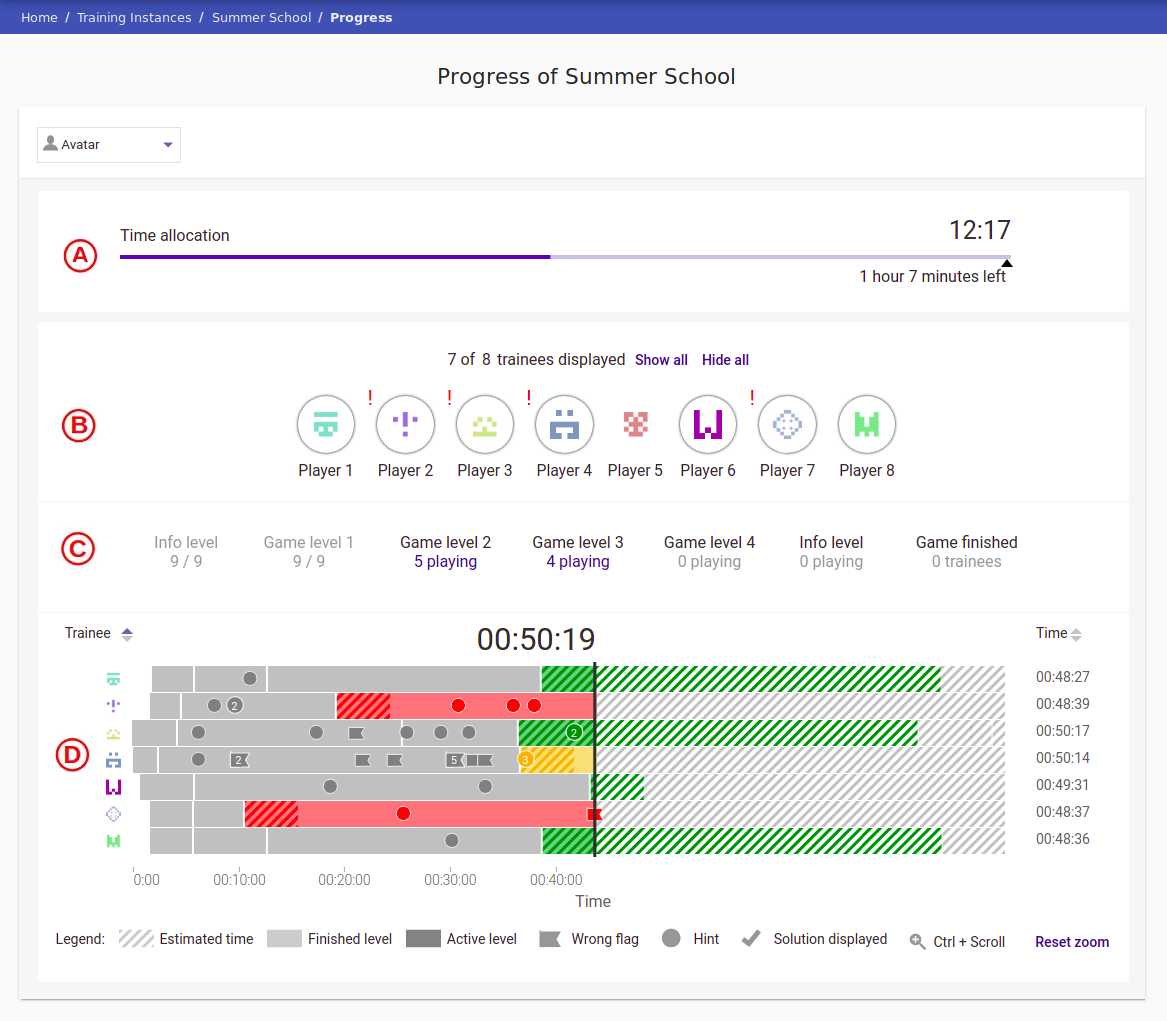 Home / Training Instances / Summer School / Progress
Progress of Summer School
Avatar
A
Time allocation
12:17
1 hour 7 minutes left
B
7 of 8 trainees displayed Show all Hide all
! ! ! !
Player 1 Player 2 Player 3 Player 4 Player 5 Player 6 Player 7 Player 8
C
Info level Game level 1 Game level 2 Game level 3 Game level 4 Info level Game finished
9 / 9 9 / 9 5 playing 4 playing 0 playing 0 playing 0 trainees
Trainee 00:50:19 Time
00:48:27
2 00:48:39
2 00:50:17
D
2 5 3 00:50:14
00:49:31
00:48:37
00:48:36
0:00 00:10:00 00:20:00 00:30:00 00:40:00
Time
Legend: Estimated time Finished level Active level Wrong flag Hint Solution displayed Ctrl + Scroll Reset zoom